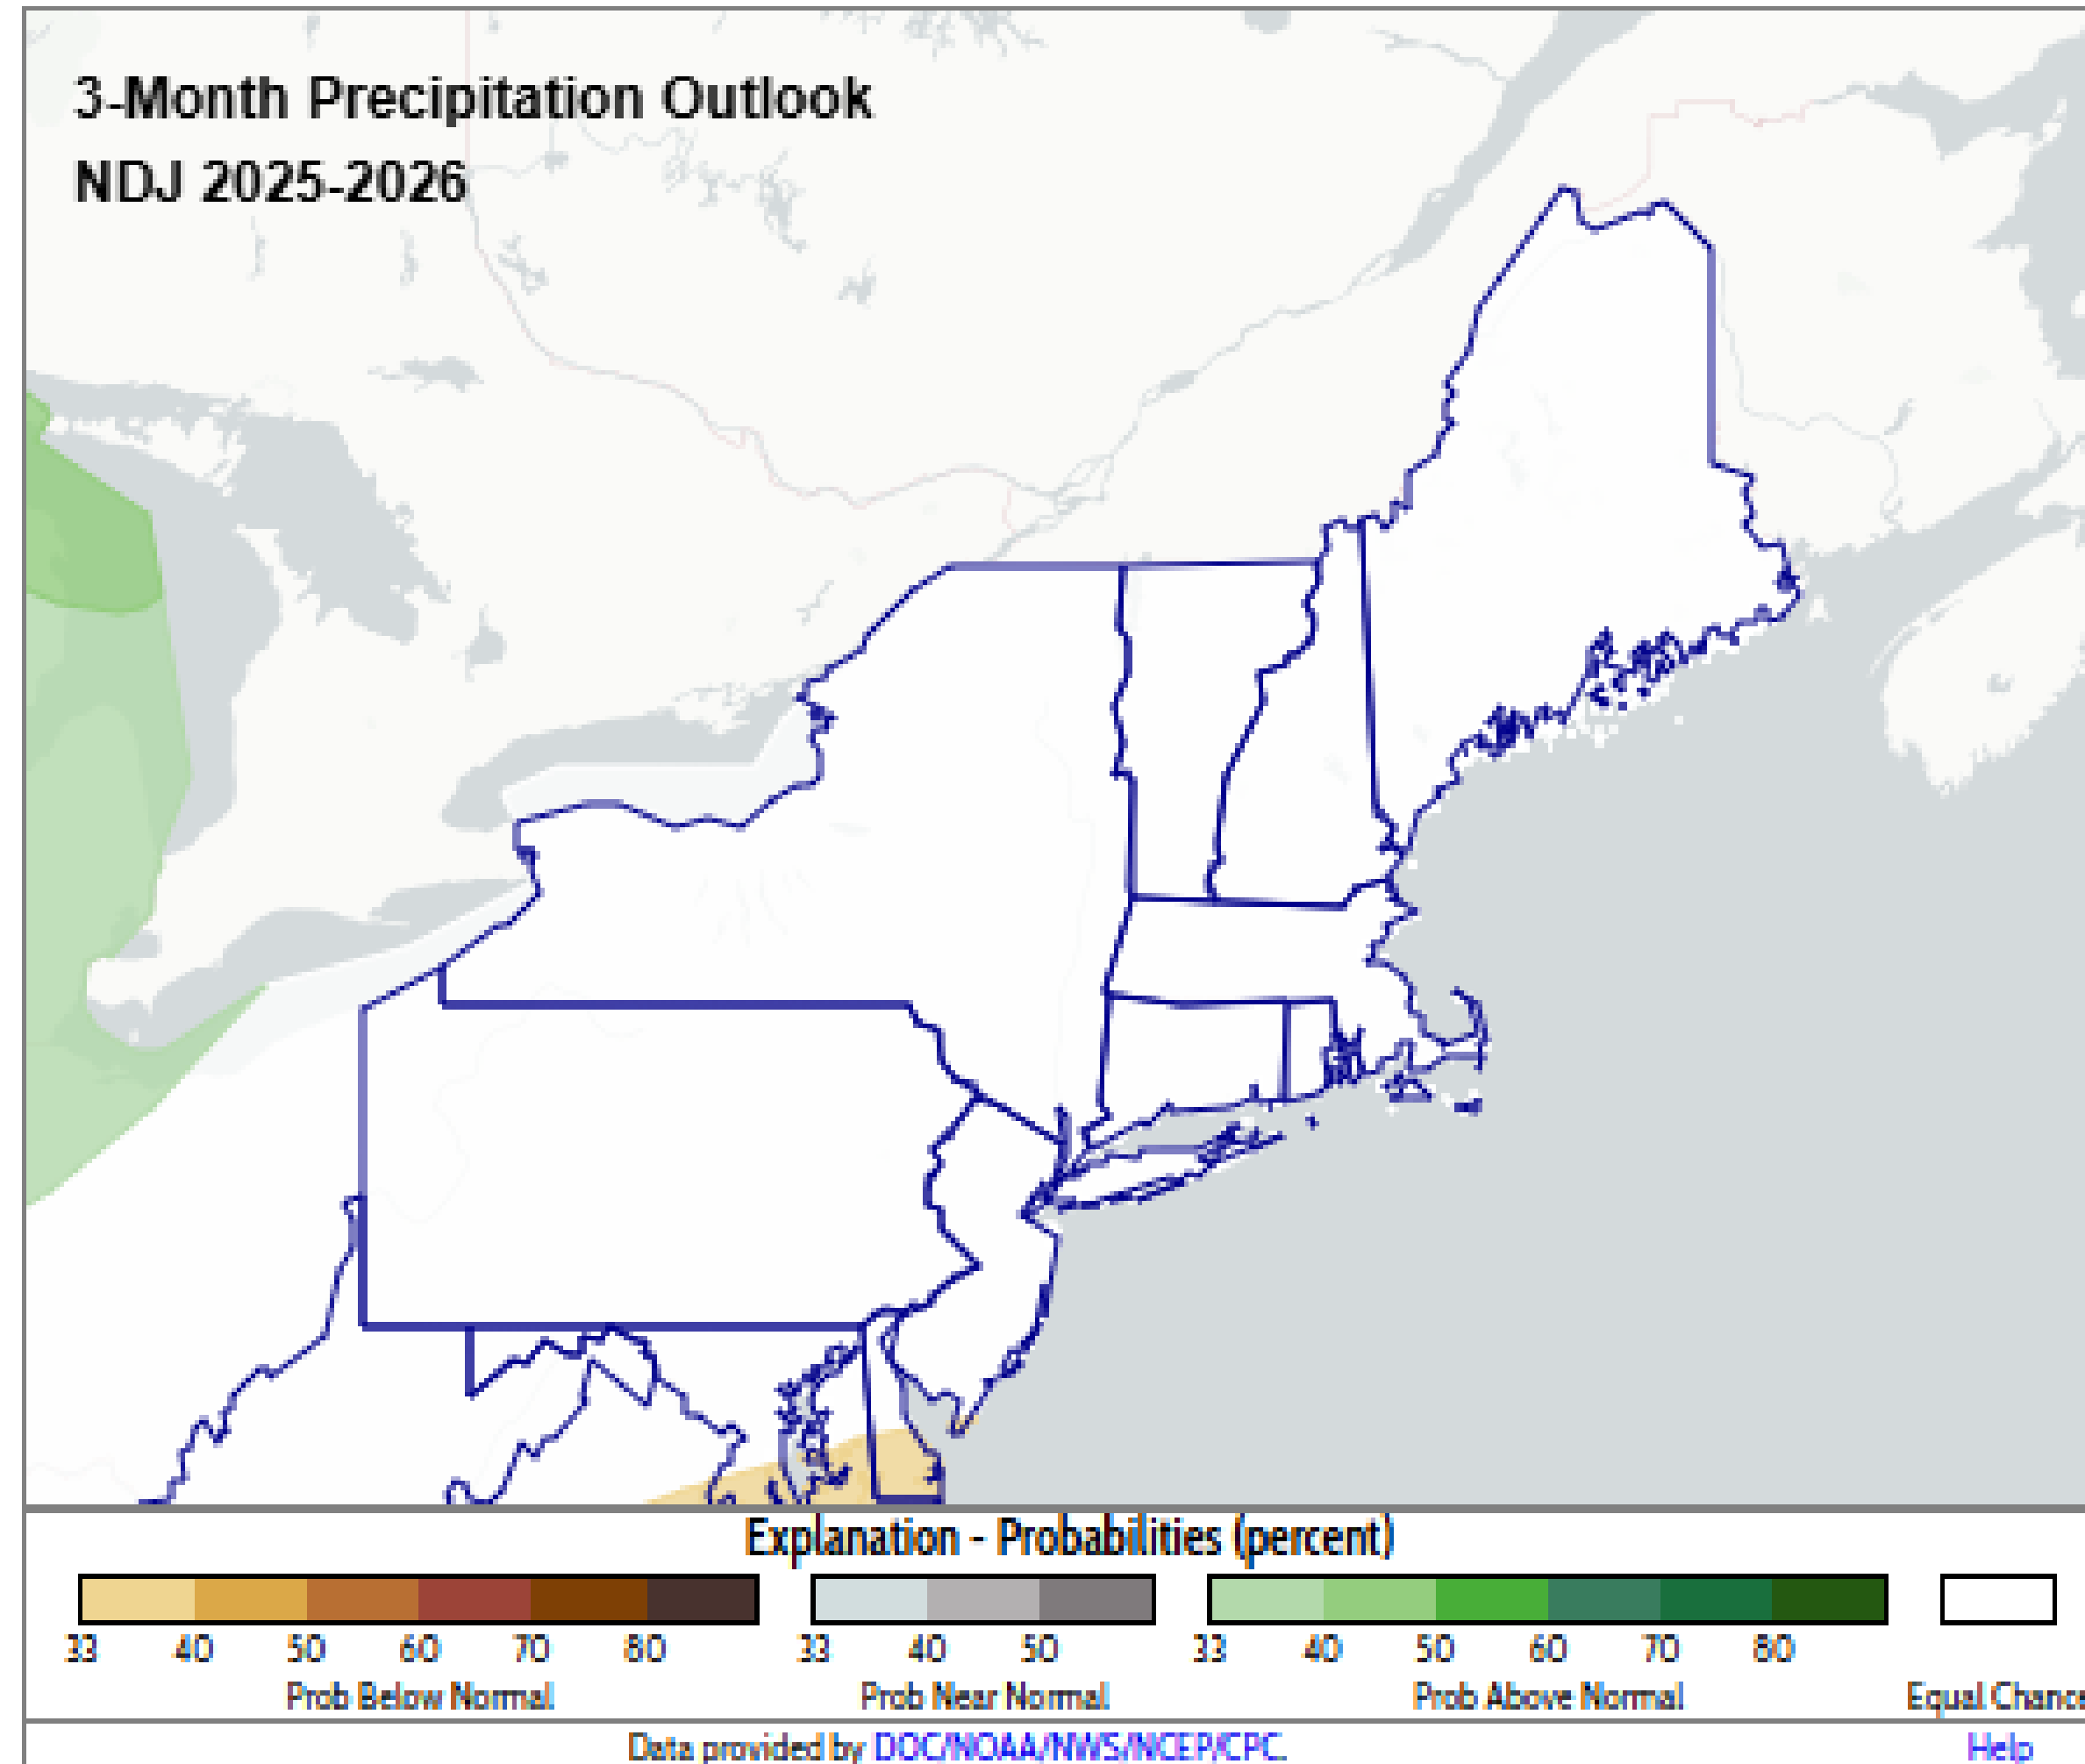 3-Month Precipitation Outlook
NDJ 2025-2026
Explanation - Probabilities (percent)
33 40 50 60 70 80 33 40 50 33 40 50 60 70 80
Prob Below Normal Prob Near Normal Prob Above Normal Equal Chance
Data provided by DOC/NOAA/NWS/NCEP/CPC. Help